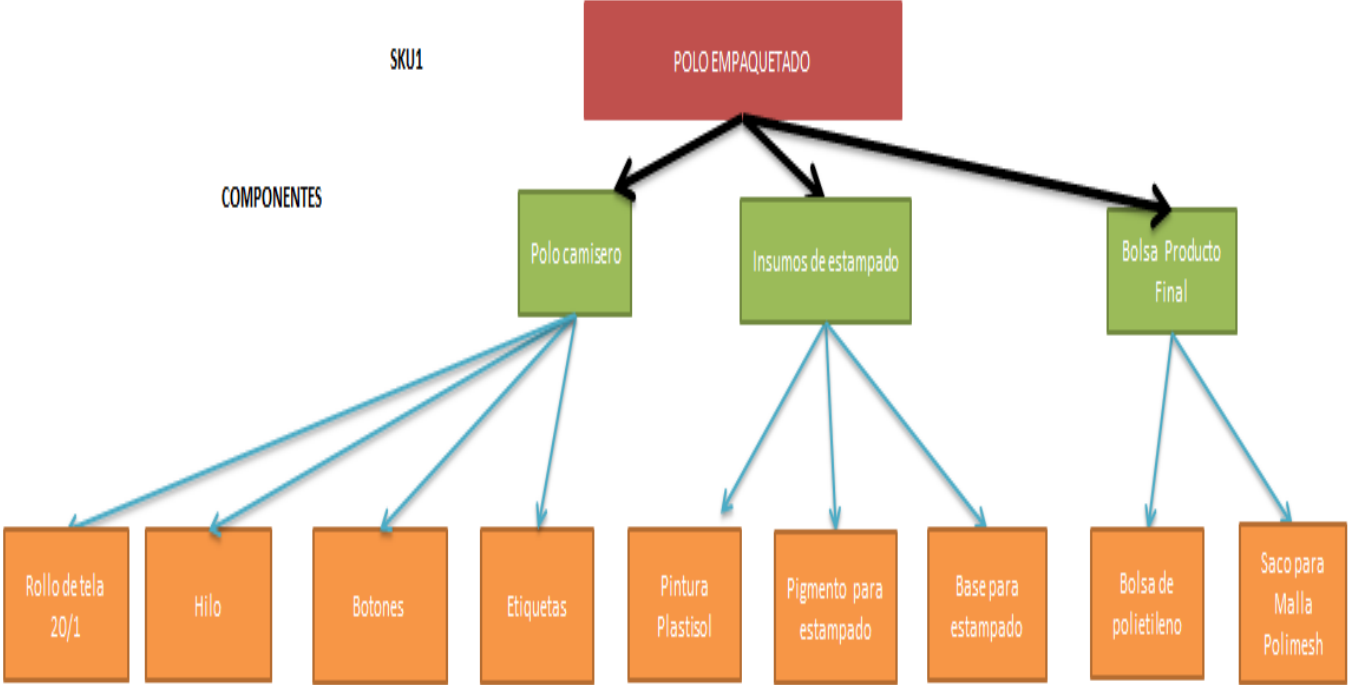 SKU1
POLO EMPAQUETADO
COMPONENTES
Polo camisero
Insumos de estampado
Bolsa Producto
Final
Rollo de tela
20/1
Hilo
Botones
Etiquetas
Pintura
Plastisol
Pigmento para
estampado
Base para
estampado
Bolsa de
polietileno
Saco para
Malla
Polimesh